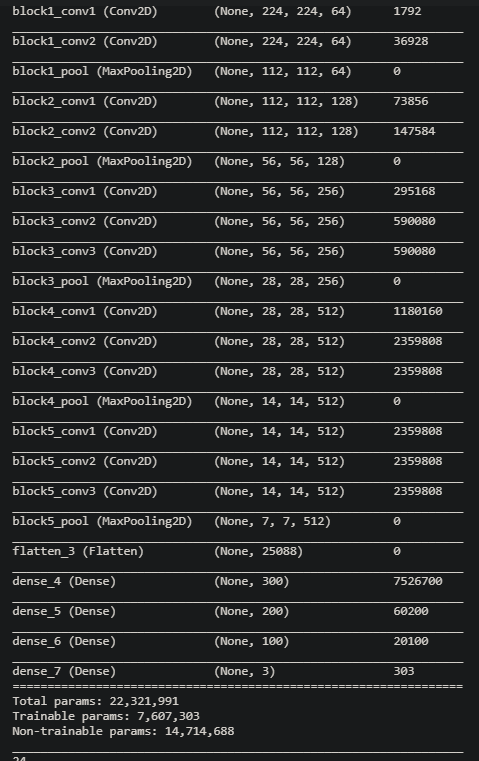 block1_conv1 (Conv2D) (None, 224, 224, 64) 1792
block1_conv2 (Conv2D) (None, 224, 224, 64) 36928
block1_pool (MaxPooling2D) (None, 112, 112, 64) 0
block2_conv1 (Conv2D) (None, 112, 112, 128) 73856
block2_conv2 (Conv2D) (None, 112, 112, 128) 147584
block2_pool (MaxPooling2D) (None, 56, 56, 128) 0
block3_conv1 (Conv2D) (None, 56, 56, 256) 295168
block3_conv2 (Conv2D) (None, 56, 56, 256) 590080
block3_conv3 (Conv2D) (None, 56, 56, 256) 590080
block3_pool (MaxPooling2D) (None, 28, 28, 256) 0
block4_conv1 (Conv2D) (None, 28, 28, 512) 1180160
block4_conv2 (Conv2D) (None, 28, 28, 512) 2359808
block4_conv3 (Conv2D) (None, 28, 28, 512) 2359808
block4_pool (MaxPooling2D) (None, 14, 14, 512) 0
block5_conv1 (Conv2D) (None, 14, 14, 512) 2359808
block5_conv2 (Conv2D) (None, 14, 14, 512) 2359808
block5_conv3 (Conv2D) (None, 14, 14, 512) 2359808
block5_pool (MaxPooling2D) (None, 7, 7, 512) 0
flatten_3 (Flatten) (None, 25088) 0
dense_4 (Dense) (None, 300) 7526700
dense_5 (Dense) (None, 200) 60200
dense_6 (Dense) (None, 100) 20100
dense_7 (Dense) (None, 3) 303
Total params: 22,321,991
Trainable params: 7,607,303
Non-trainable params: 14,714,688